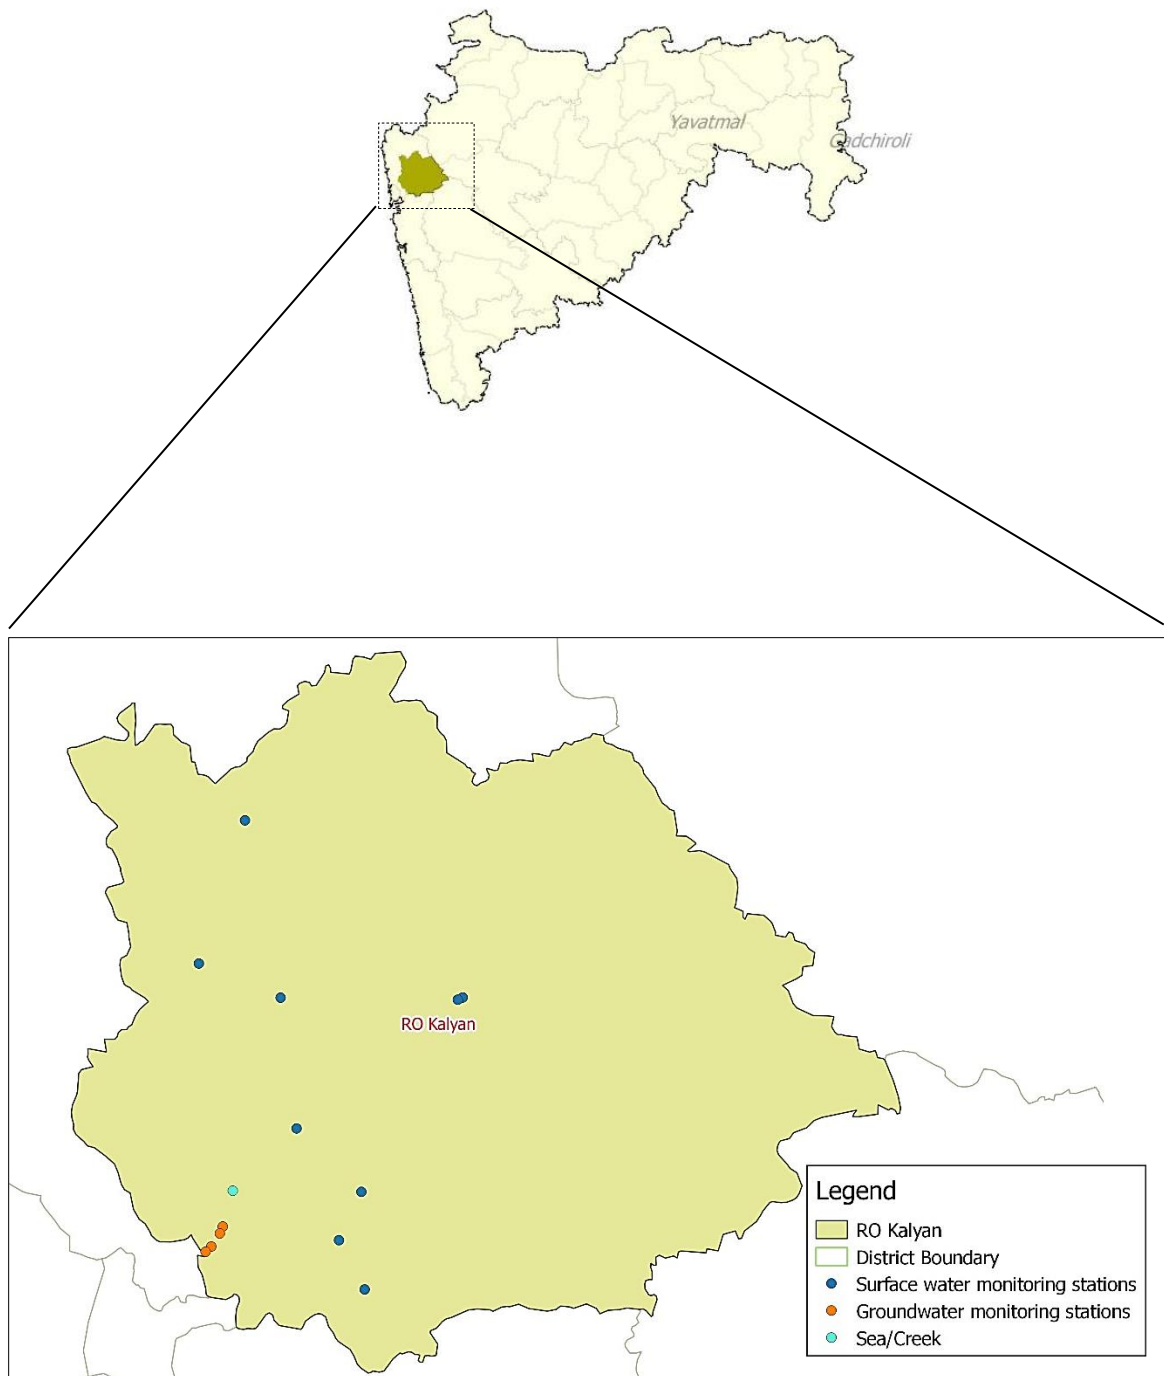 Yavatmal
Gadchiroli
RO Kalyan
Legend
RO Kalyan
District Boundary
Surface water monitoring stations
Groundwater monitoring stations
Sea/Creek